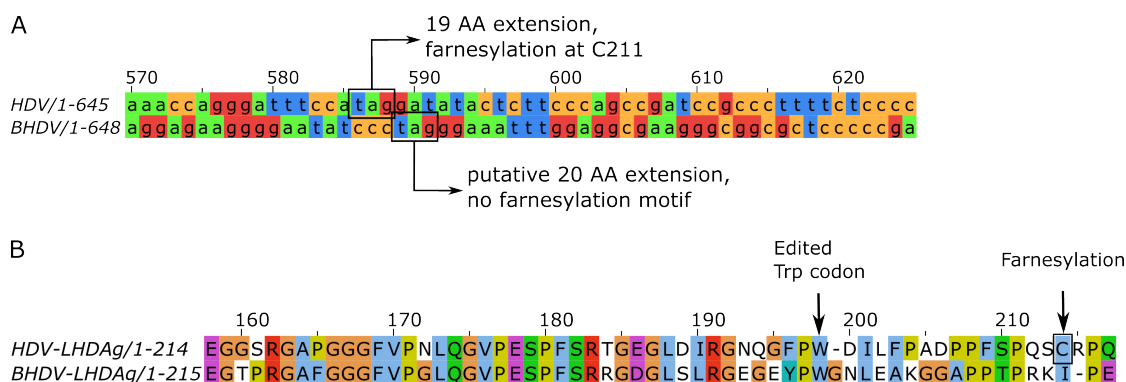 A
19 AA extension,
farnesylation at C211
570 580 590 600 610 620
HDV/1-645 aaaccagggatttccataggatatactcttcccagccgatccgcccttttctcccc
BHDV/1-648 aggagaaggggaatatccctagggaaatttggaggcgaagggcggcgctcccccga
putative 20 AA extension,
no farnesylation motif
B
Edited
Trp codon
Farnesylation
160 170 180 190 200 210
HDV-LHDAg/1-214 EGGSRGAPGGGFVPNLQGVPESPFSRTGEGLDIRGNQGFPW-DILFPADPPFSPQSCRPQ
BHDV-LHDAg/1-215 EGTPRGAFGGGFVPGLQGVPESPFSRRGDGLSLRGEGEYPWGNLEAKGGAPPTPRKI-PE